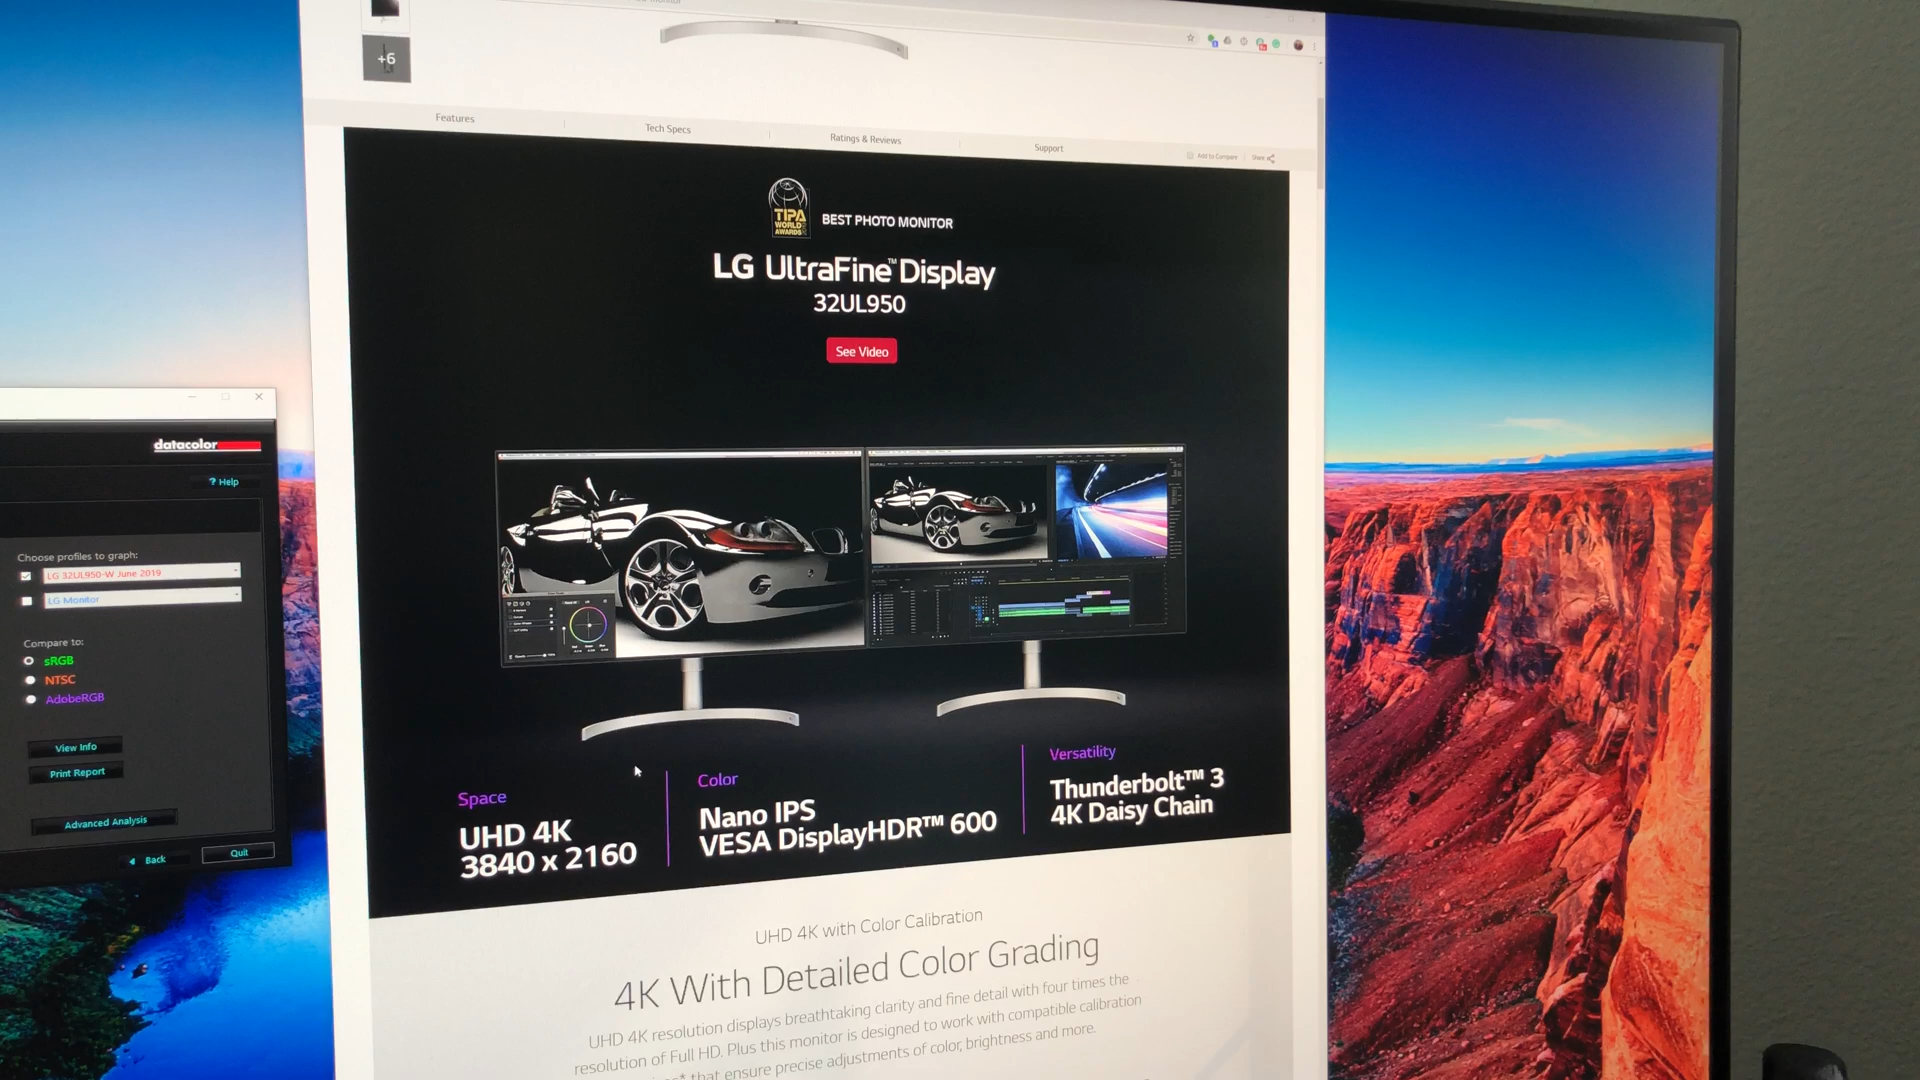 +6
Features
Tech Specs
Ratings & Reviews
Support
Add to Compare
Share
TIPA
WORLD
AWARDS
BEST PHOTO MONITOR
LG UltraFine™ Display
32UL950
See Video
Space
UHD 4K
3840 x 2160
Color
Nano IPS
VESA DisplayHDR™ 600
Versatility
Thunderbolt™ 3
4K Daisy Chain
UHD 4K with Color Calibration
4K With Detailed Color Grading
UHD 4K resolution displays breathtaking clarity and fine detail with four times the
resolution of Full HD. Plus this monitor is designed to work with compatible calibration
that ensure precise adjustments of color, brightness and more.
datacolor
? Help
Choose profiles to graph:
LG 32UL950-W June 2019
LG Monitor
Compare to:
sRGB
NTSC
AdobeRGB
View Info
Print Report
Advanced Analysis
Back
Quit